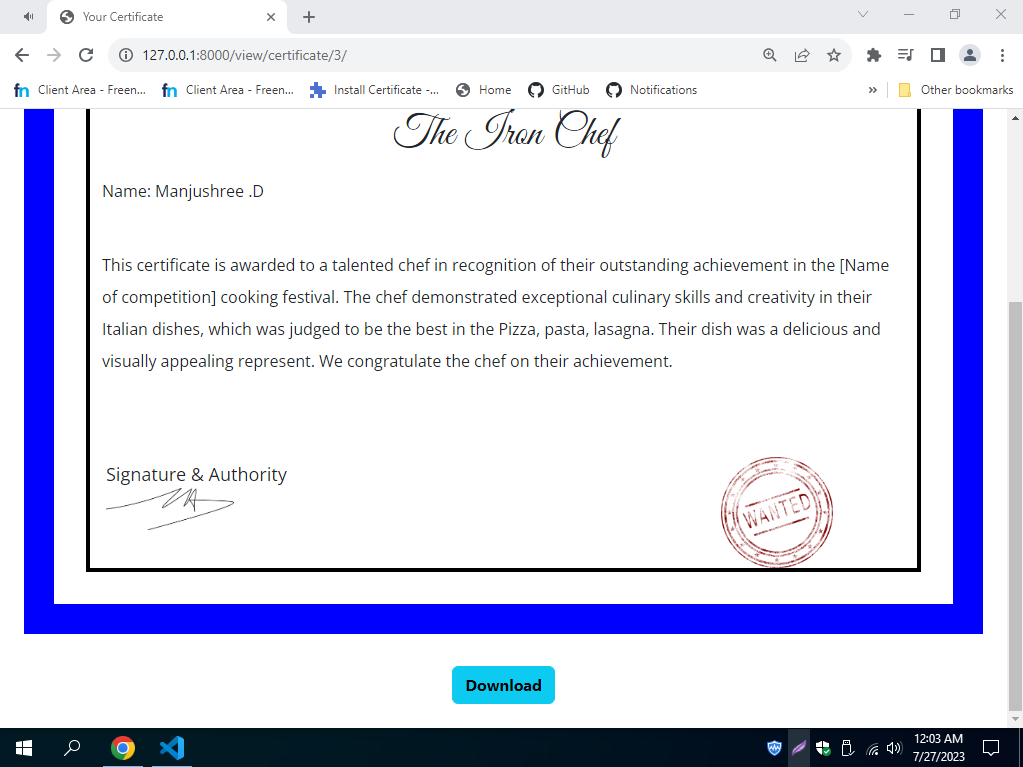 Your Certificate
127.0.0.1:8000/view/certificate/3/
Client Area - Freen...
Client Area - Freen...
Install Certificate -...
Home
GitHub
Notifications
»
Other bookmarks
The Iron Chef
Name: Manjushree .D
This certificate is awarded to a talented chef in recognition of their outstanding achievement in the [Name
of competition] cooking festival. The chef demonstrated exceptional culinary skills and creativity in their
Italian dishes, which was judged to be the best in the Pizza, pasta, lasagna. Their dish was a delicious and
visually appealing represent. We congratulate the chef on their achievement.
Signature & Authority
WANTED
Download
12:03 AM
7/27/2023